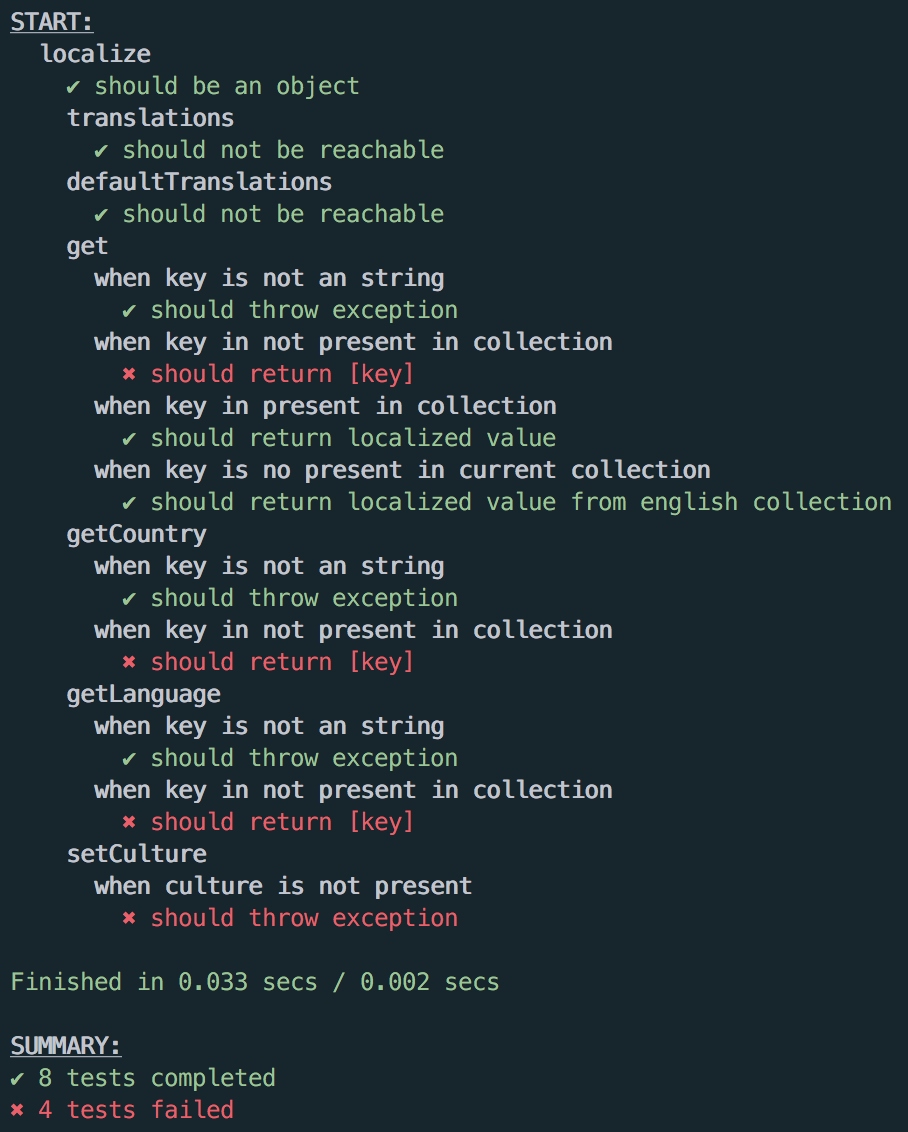 START:
localize
✔ should be an object
translations
✔ should not be reachable
defaultTranslations
✔ should not be reachable
get
when key is not an string
✔ should throw exception
when key in not present in collection
✖ should return [key]
when key in present in collection
✔ should return localized value
when key is no present in current collection
✔ should return localized value from english collection
getCountry
when key is not an string
✔ should throw exception
when key in not present in collection
✖ should return [key]
getLanguage
when key is not an string
✔ should throw exception
when key in not present in collection
✖ should return [key]
setCulture
when culture is not present
✖ should throw exception
Finished in 0.033 secs / 0.002 secs
SUMMARY:
✔ 8 tests completed
✖ 4 tests failed